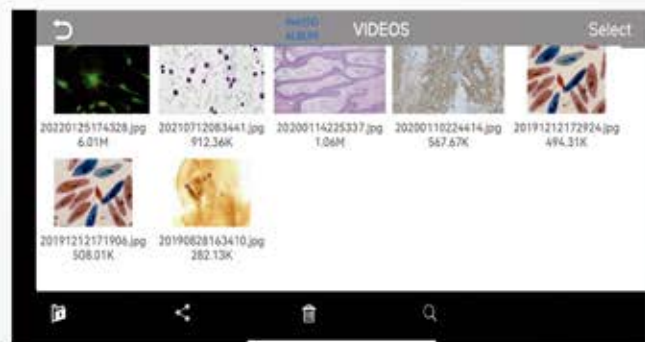 PHOTO
ALBUM
VIDEOS
Select
20220125174328.jpg
6.01M
20210712083441.jpg
912.36K
20200114225337.jpg
1.06M
20200110224414.jpg
567.67K
20191212172924.jpg
494.31K
20191212171906.jpg
508.01K
20190828163410.jpg
282.13K